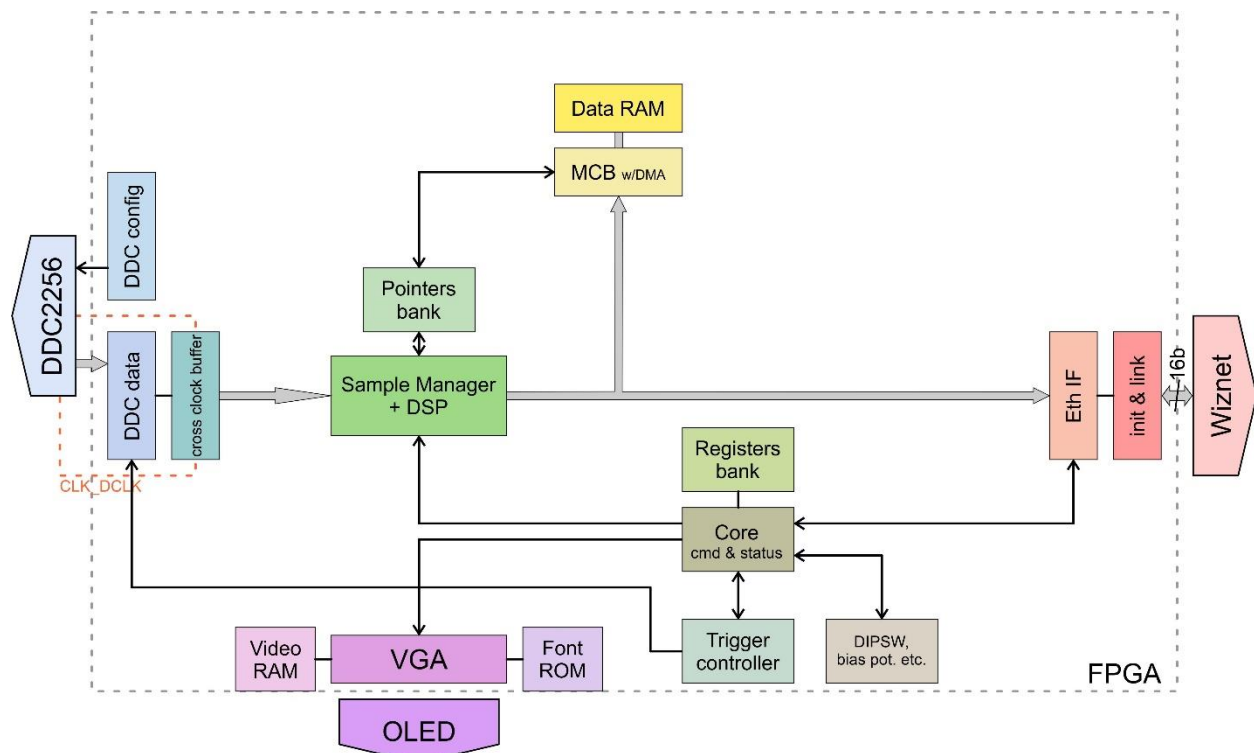 Data RAM
MCB w/DMA
DDC config
DDC2256
Pointers
bank
DDC data
cross clock buffer
Sample Manager
+ DSP
Eth IF
init & link
16b
Wiznet
Registers
bank
CLK_DCLK
Core
cmd & status
Video
RAM
VGA
Font
ROM
Trigger
controller
DIPSW,
bias pot. etc.
FPGA
OLED